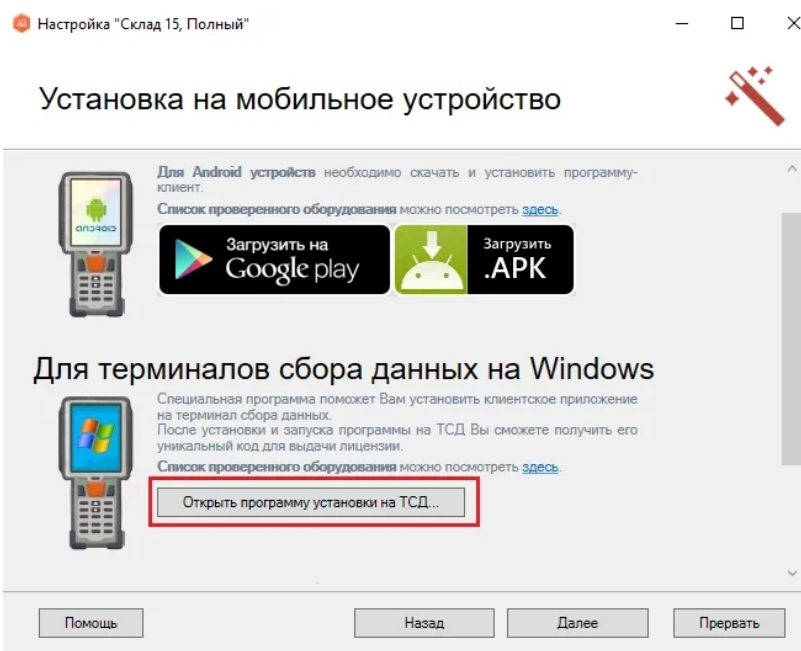 Настройка "Склад 15, Полный"
Установка на мобильное устройство
Для Android устройств необходимо скачать и установить программу-
клиент.
Список проверенного оборудования можно посмотреть здесь.
ANDROID
Загрузить на
Google play
Загрузить
.APK
Для терминалов сбора данных на Windows
Специальная программа поможет Вам установить клиентское приложение
на терминал сбора данных.
После установки и запуска программы на ТСД Вы сможете получить его
уникальный код для выдачи лицензии.
Список проверенного оборудования можно посмотреть здесь.
Открыть программу установки на ТСД...
Помощь
Назад
Далее
Прервать